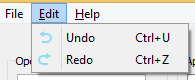 File Edit Help
Undo Ctrl+U
Redo Ctrl+Z